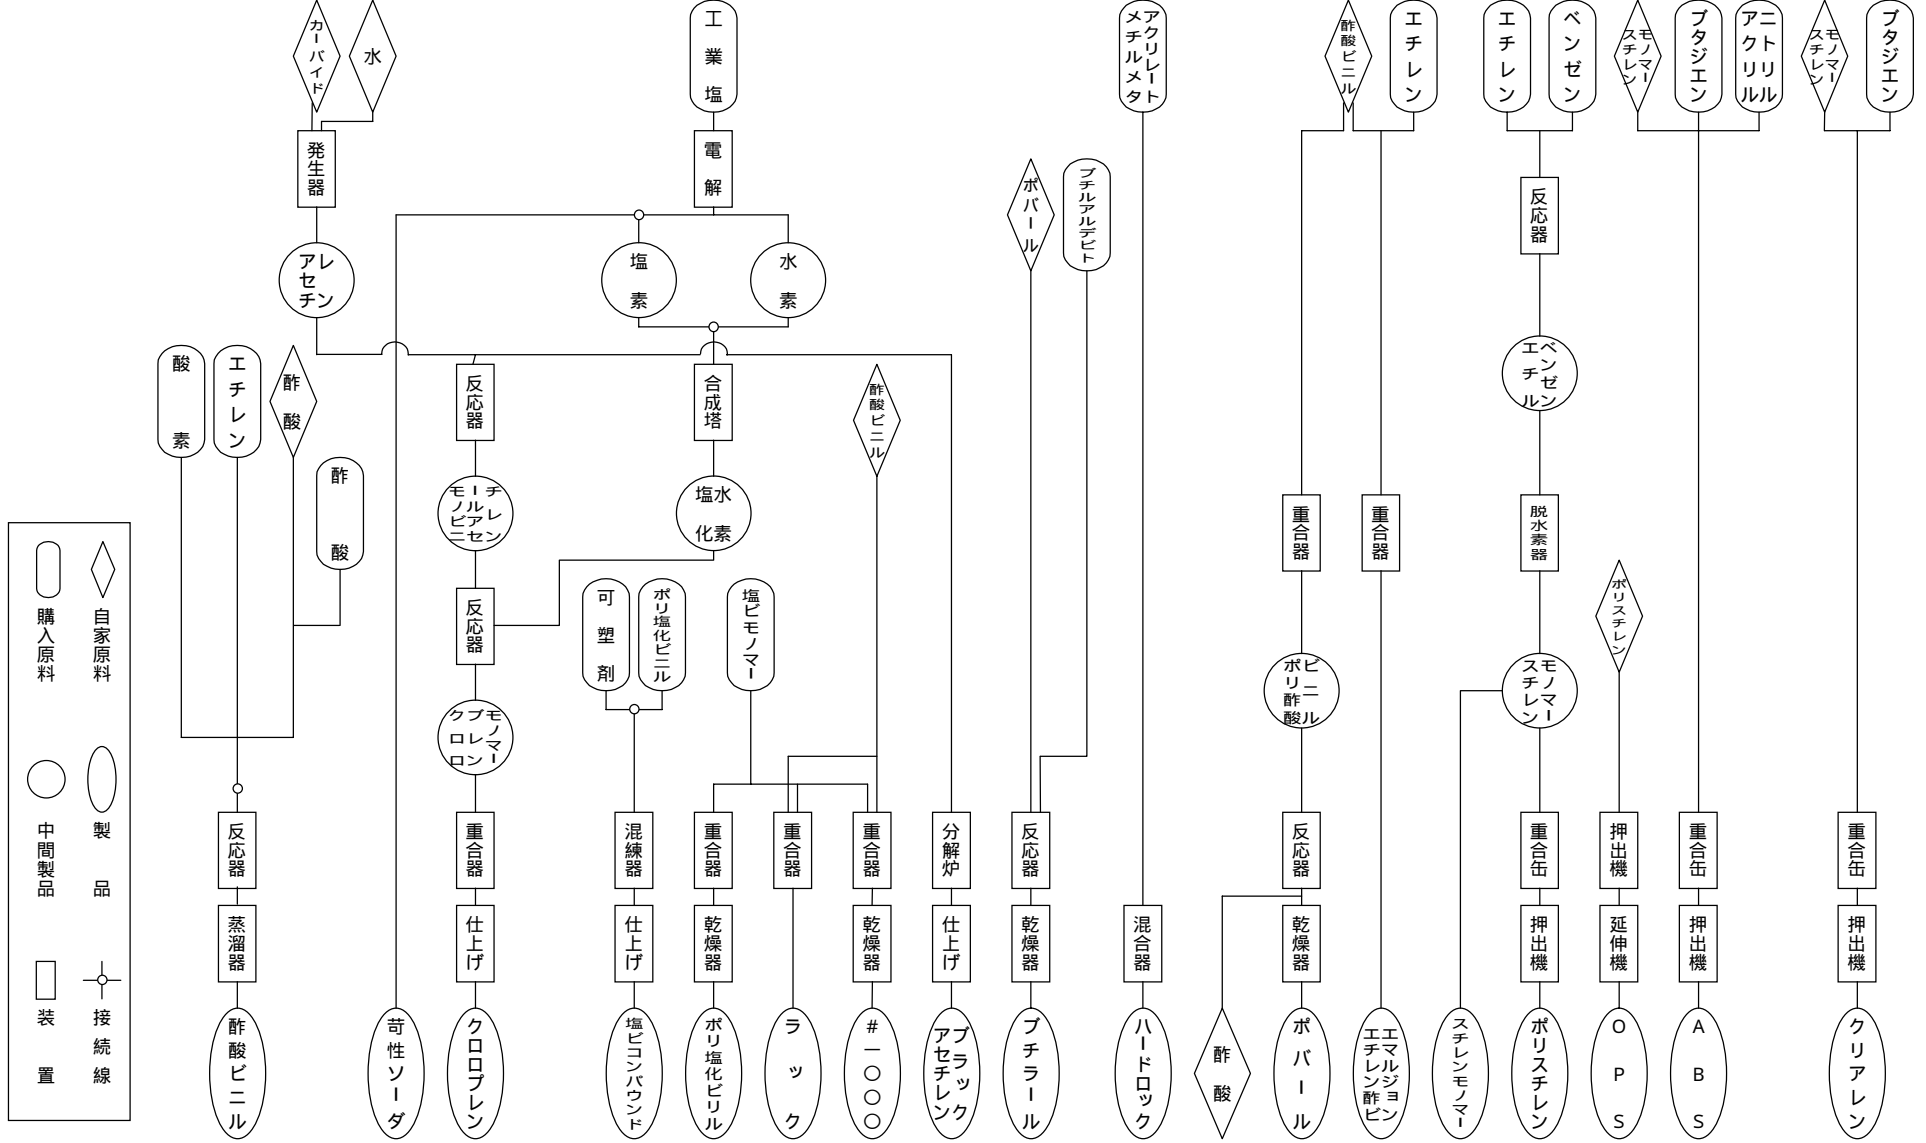 カーバイド
水
工業塩
メチルメタ
アクリレート
酢酸ビニル
エチレン
エチレン
ベンゼン
スチレン
モノマー
ブタジエン
アクリル
ニトリル
スチレン
モノマー
ブタジエン
発生器
電解
ポバール
ブチルアルデビト
反応器
アセチ
レン
塩素
水素
酸素
エチレン
酢酸
酢酸
反応器
合成塔
酢酸ビニル
エチル
ベンゼン
モノビニ
ールアセ
チレン
塩化
水素
重合器
重合器
脱水素器
反応器
可塑剤
ポリ塩化ビニル
塩ビモノマー
ポリスチレン
クロロ
ブレン
モノマー
ポリ酢酸
ビニル
スチレン
モノマー
反応器
重合器
混練器
重合器
重合器
重合器
分解炉
反応器
反応器
重合缶
押出機
重合缶
重合缶
蒸溜器
仕上げ
仕上げ
乾燥器
乾燥器
仕上げ
乾燥器
混合器
乾燥器
押出機
延伸機
押出機
押出機
酢酸ビニル
苛性ソーダ
クロロプレン
塩ビコンパウンド
ポリ塩化ビリル
ラック
#一〇〇〇
アセチレン
ブラック
ブチラール
ハードロック
酢酸
ポバール
エチレン酢ビ
エマルジョン
スチレンモノマー
ポリスチレン
OPS
ABS
クリアレン
購入原料
自家原料
中間製品
製品
装置
接続線